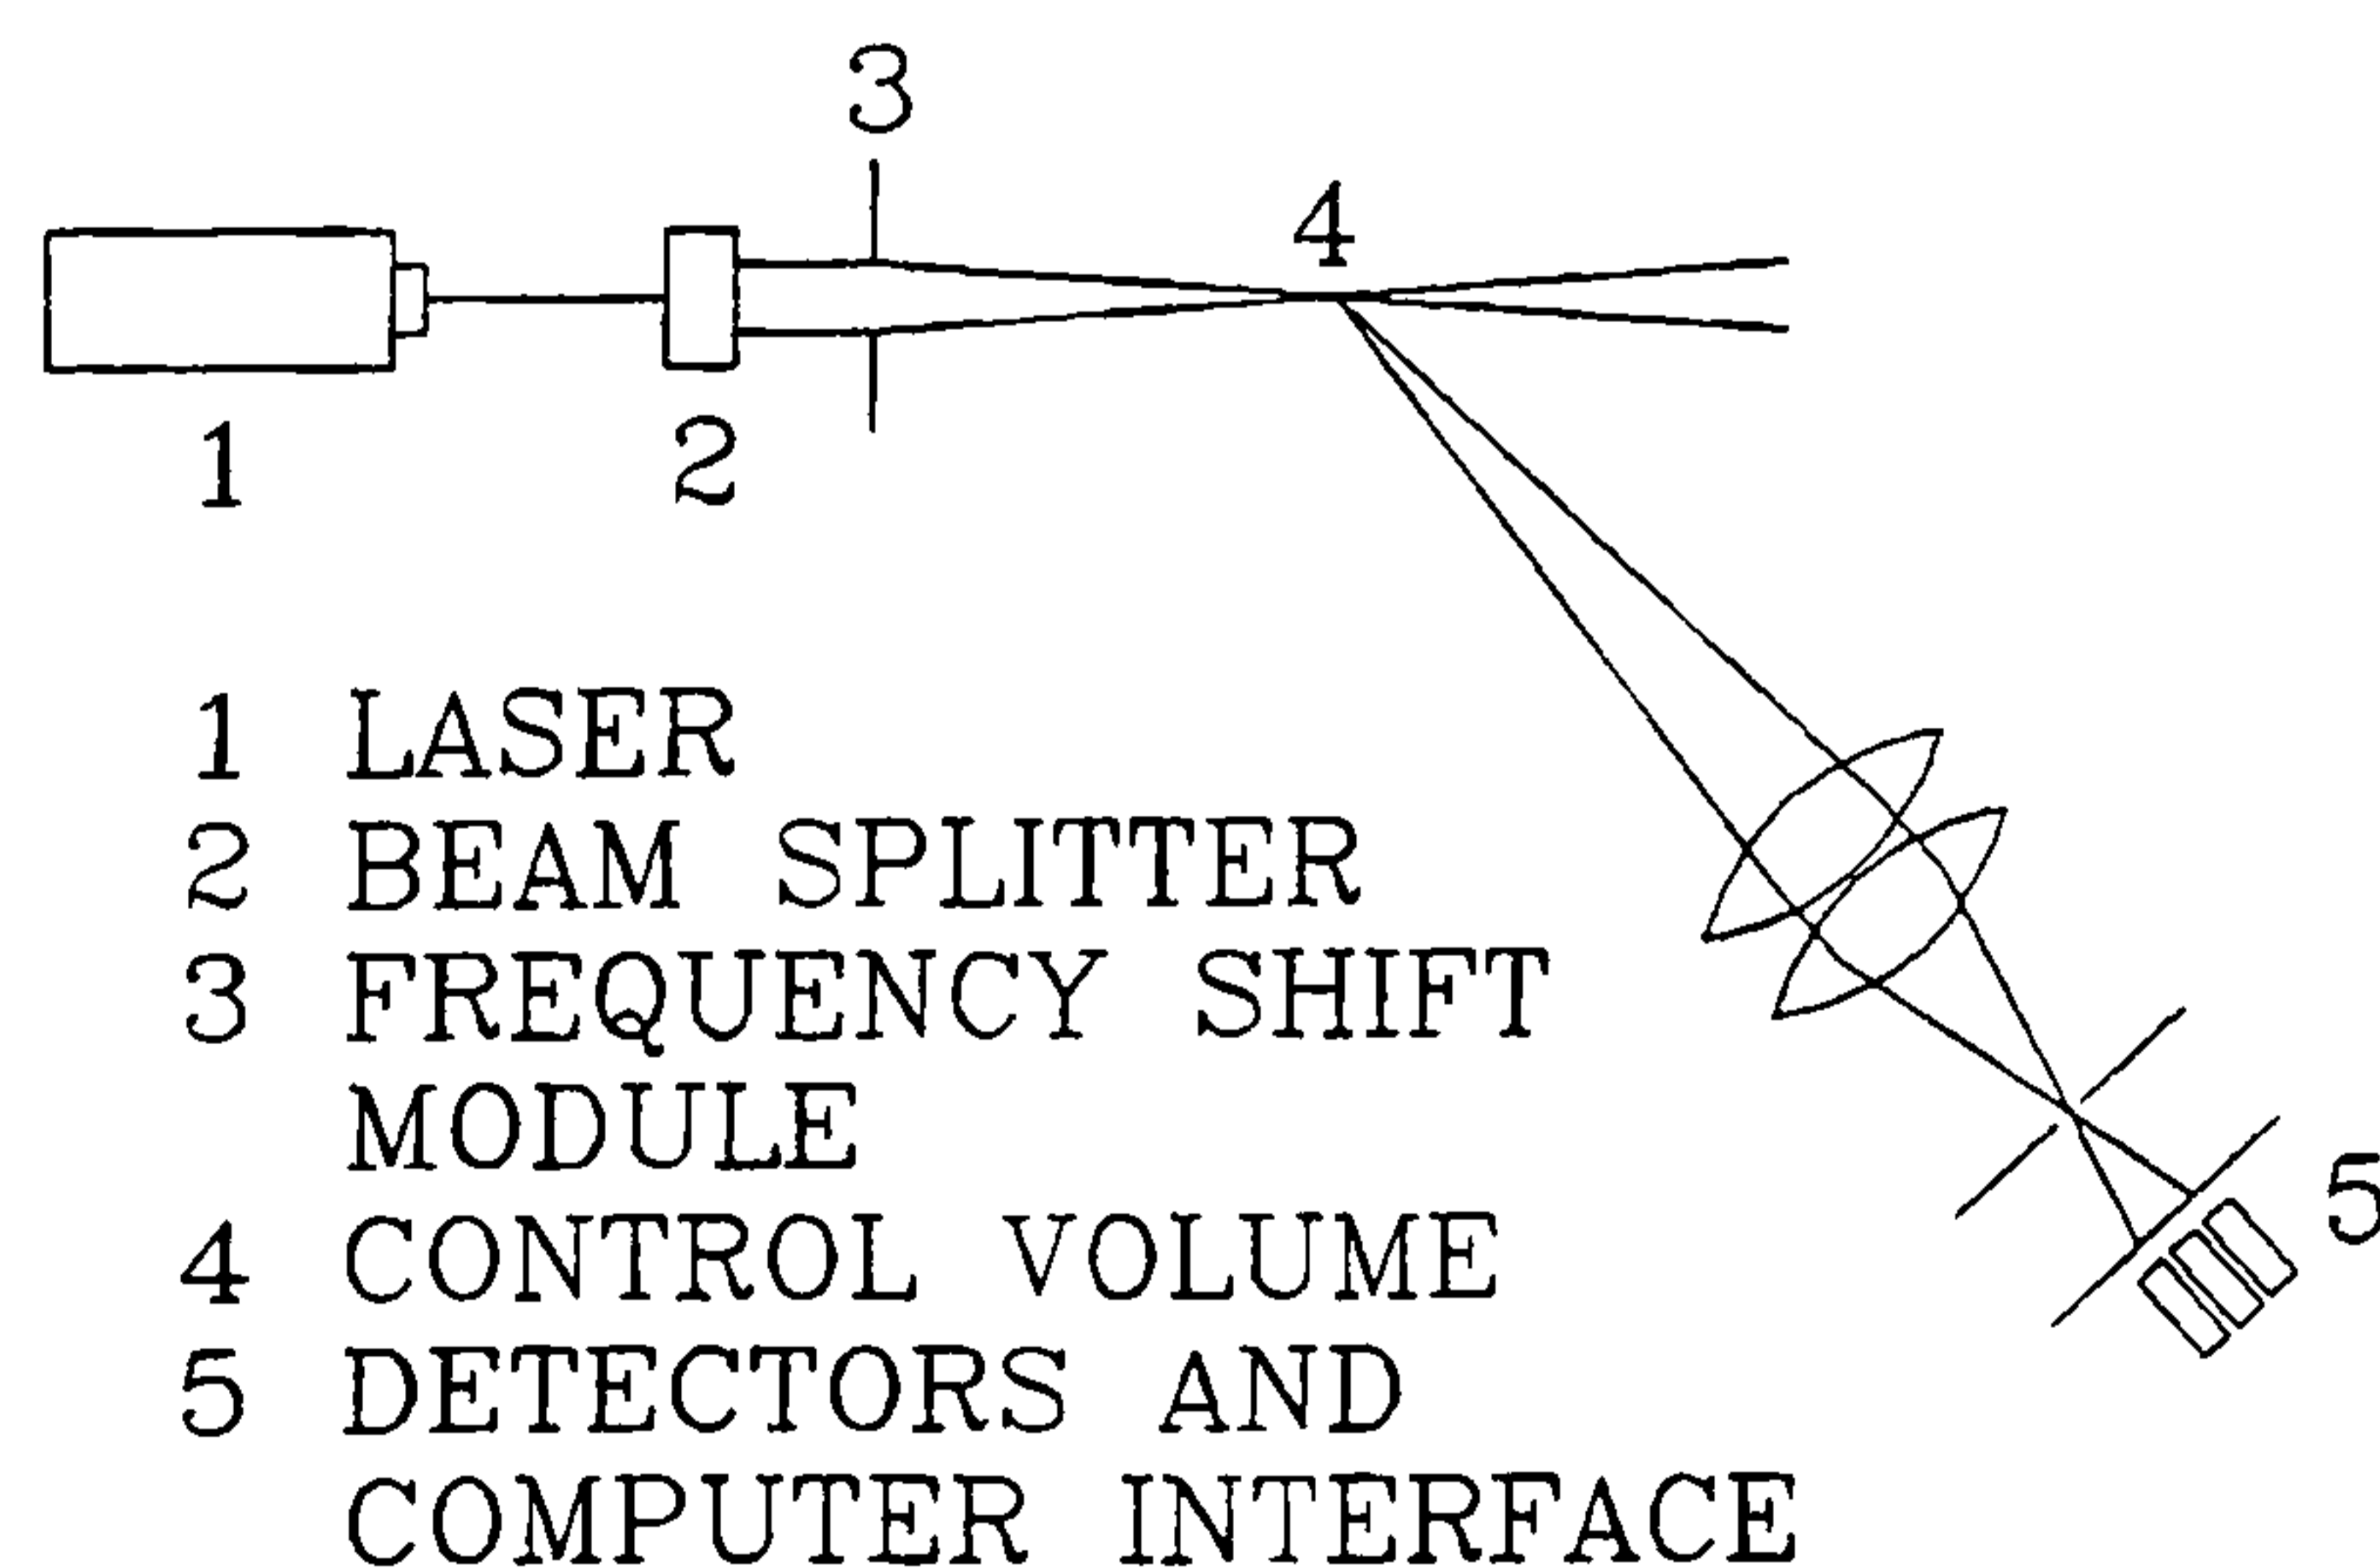 3
4
1
2
1 LASER
2 BEAM SPLITTER
3 FREQUENCY SHIFT
MODULE
4 CONTROL VOLUME
5
5 DETECTORS AND
COMPUTER INTERFACE